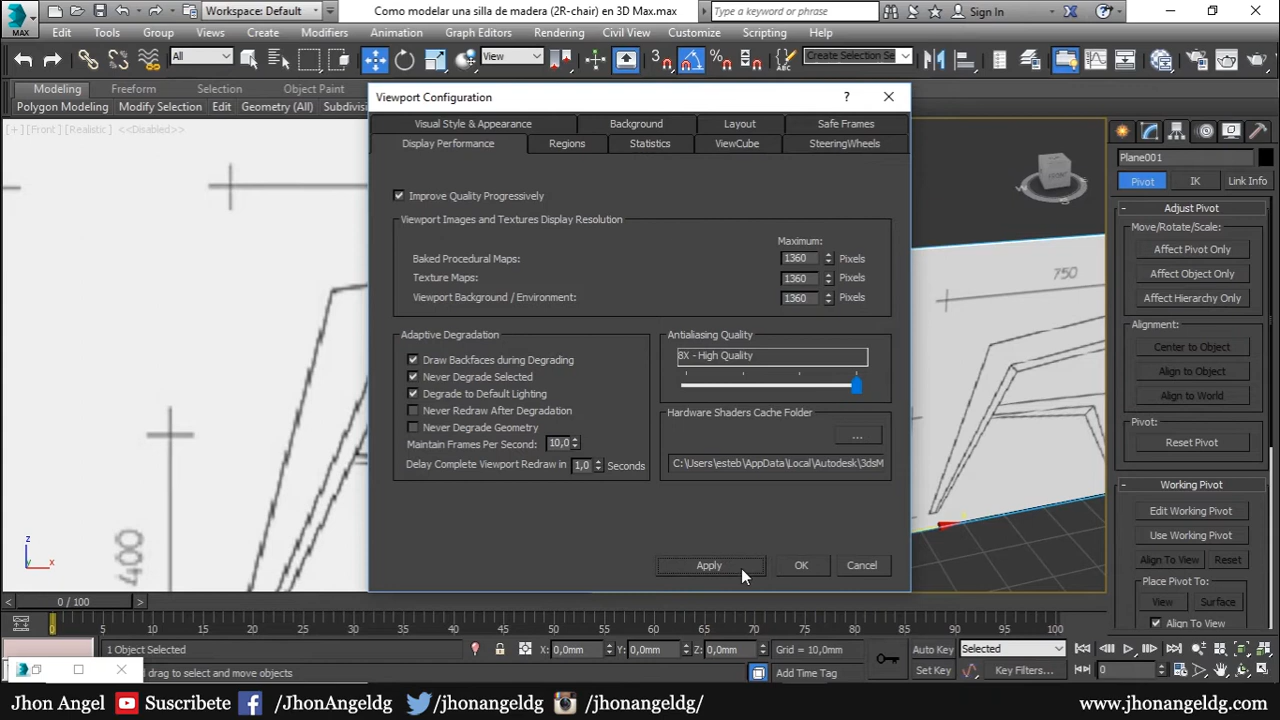 MAX
Workspace: Default
Como modelar una silla de madera (2R-chair) en 3D Max.max
Type a keyword or phrase
Sign In
Edit Tools Group Views Create Modifiers Animation Graph Editors Rendering Civil View Customize Scripting Help
All
View
3
Create Selection Se
Modeling Freeform Selection Object Paint
Polygon Modeling Modify Selection Edit Geometry (All) Subdivis
[+] [Front] [Realistic] <<Disabled>>
Viewport Configuration
?
Visual Style & Appearance Background Layout Safe Frames
Display Performance Regions Statistics ViewCube SteeringWheels
Improve Quality Progressively
Viewport Images and Textures Display Resolution
Maximum:
Baked Procedural Maps: 1360 Pixels
Texture Maps: 1360 Pixels
Viewport Background / Environment: 1360 Pixels
Adaptive Degradation
Draw Backfaces during Degrading
Never Degrade Selected
Degrade to Default Lighting
Never Redraw After Degradation
Never Degrade Geometry
Maintain Frames Per Second: 10,0
Delay Complete Viewport Redraw in 1,0 Seconds
Antialiasing Quality
8X - High Quality
Hardware Shaders Cache Folder
...
C:\Users\esteb\AppData\Local\Autodesk\3dsM
Apply OK Cancel
FRONT
750
400
z
x
y
Plane001
Pivot IK Link Info
- Adjust Pivot
Move/Rotate/Scale:
Affect Pivot Only
Affect Object Only
Affect Hierarchy Only
Alignment:
Center to Object
Align to Object
Align to World
Pivot:
Reset Pivot
- Working Pivot
Edit Working Pivot
Use Working Pivot
Align To View Reset
Place Pivot To:
View Surface
Align To View
< 0 / 100 >
0 5 10 15 20 25 30 35 40 45 50 55 60 65 70 75 80 85 90 95 100
1 Object Selected
X: 0,0mm Y: 0,0mm Z: 0,0mm Grid = 10,0mm
Auto Key Selected
drag to select and move objects
Add Time Tag
Set Key Key Filters...
0
Jhon Angel Suscribete /JhonAngeldg /jhonangeldg /jhonangeldg/ www.jhonangeldg.com